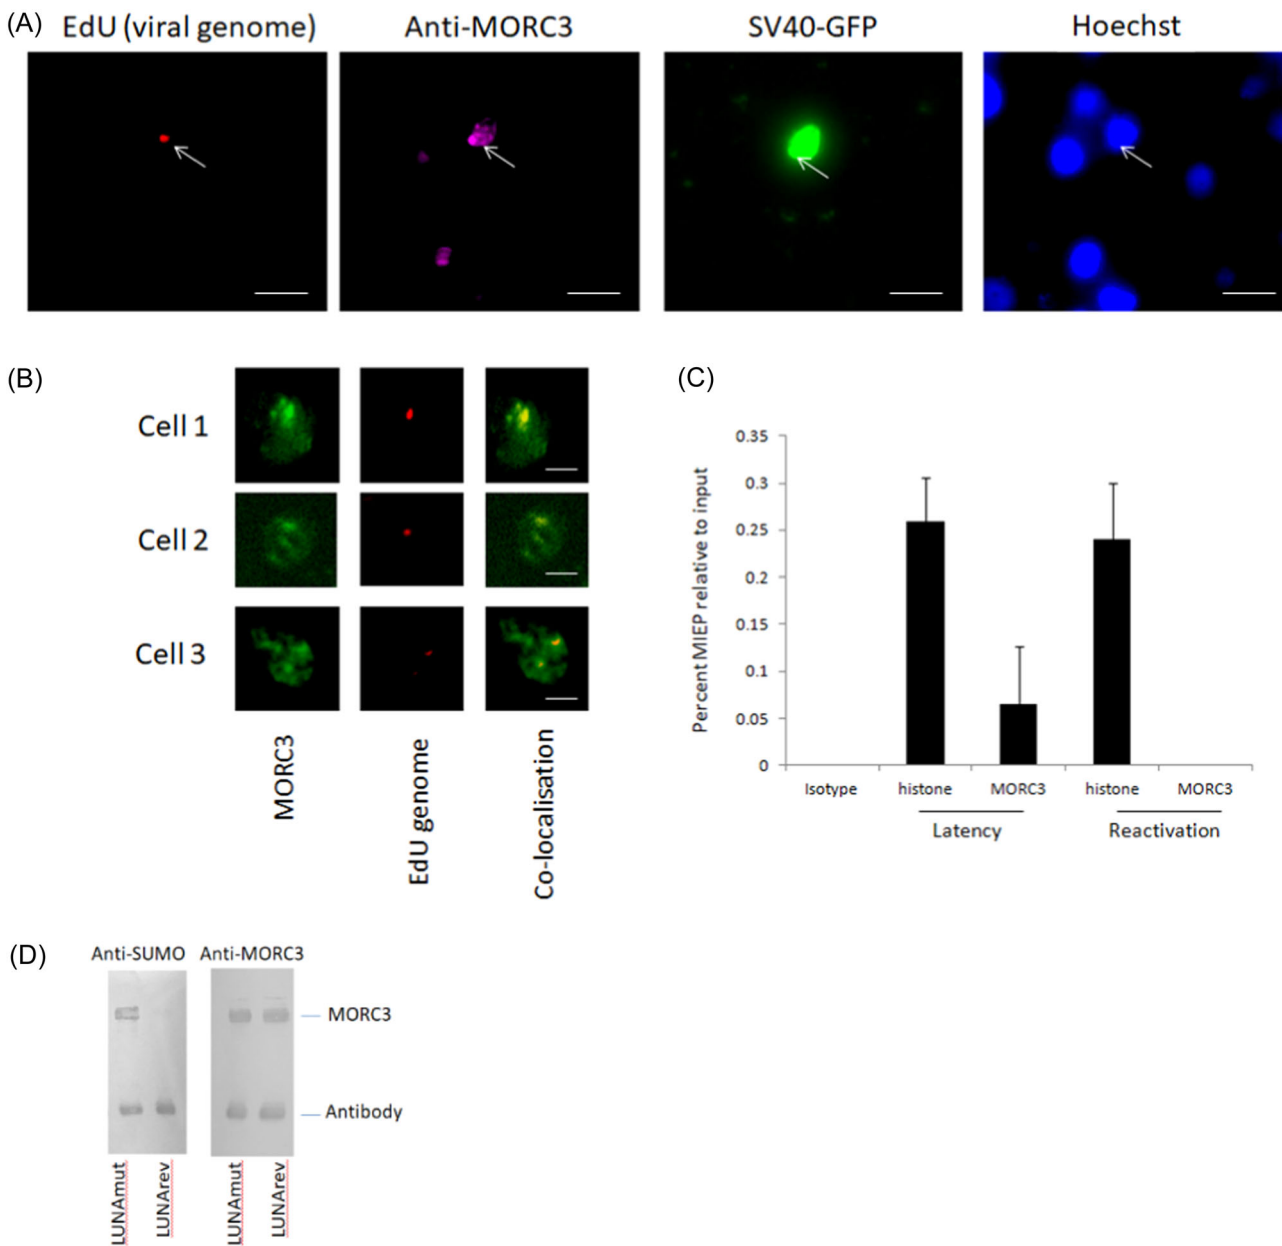 (A) EdU (viral genome) Anti-MORC3 SV40-GFP Hoechst
(B)
Cell 1
Cell 2
Cell 3
MORC3
EdU genome
Co-localisation
(C)
Percent MIEP relative to input
0.35
0.3
0.25
0.2
0.15
0.1
0.05
0
Isotype histone MORC3 histone MORC3
Latency Reactivation
(D)
Anti-SUMO Anti-MORC3
MORC3
Antibody
LUNAmut
LUNArev
LUNAmut
LUNArev